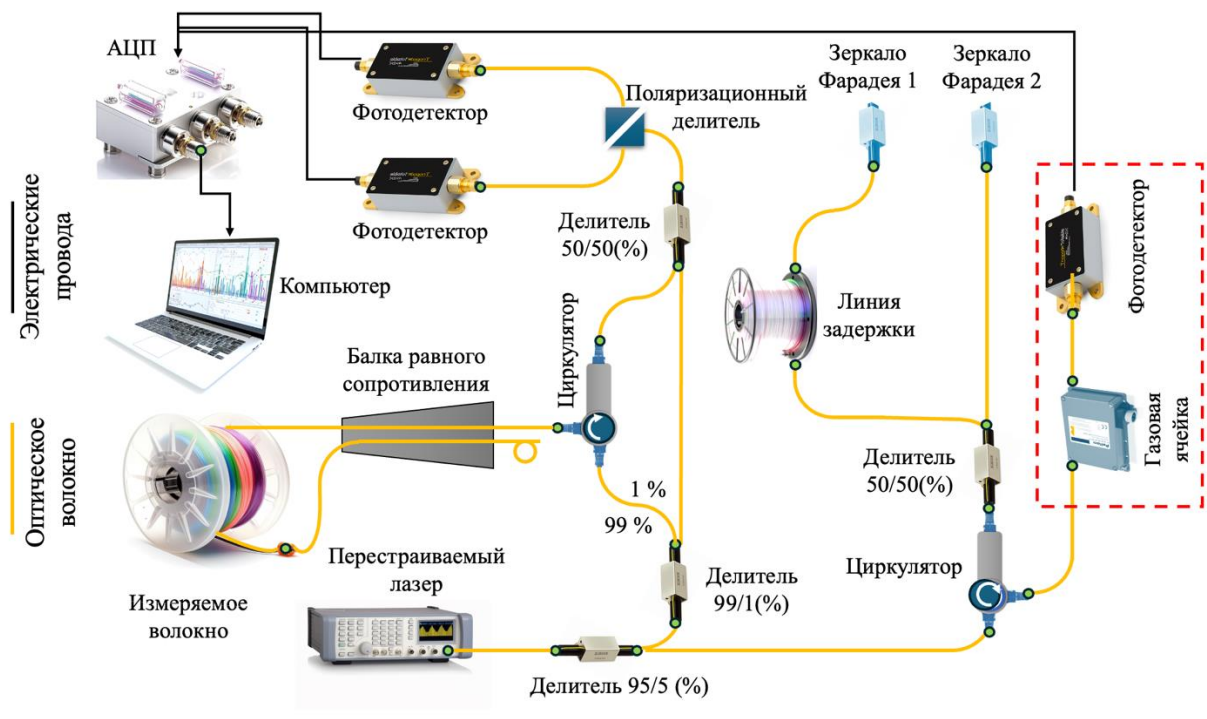 АЦП
Фотодетектор
Фотодетектор
Поляризационный
делитель
Зеркало
Фарадея 1
Зеркало
Фарадея 2
Электрические
провода
Компьютер
Делитель
50/50(%)
Линия
задержки
Фотодетектор
Газовая
ячейка
Оптическое
волокно
Балка равного
сопротивления
Циркулятор
1 %
99 %
Делитель
50/50(%)
Измеряемое
волокно
Перестраиваемый
лазер
Делитель
99/1(%)
Циркулятор
Делитель 95/5 (%)